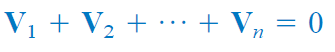 V₁ + V₂ + ⋯ + Vₙ = 0